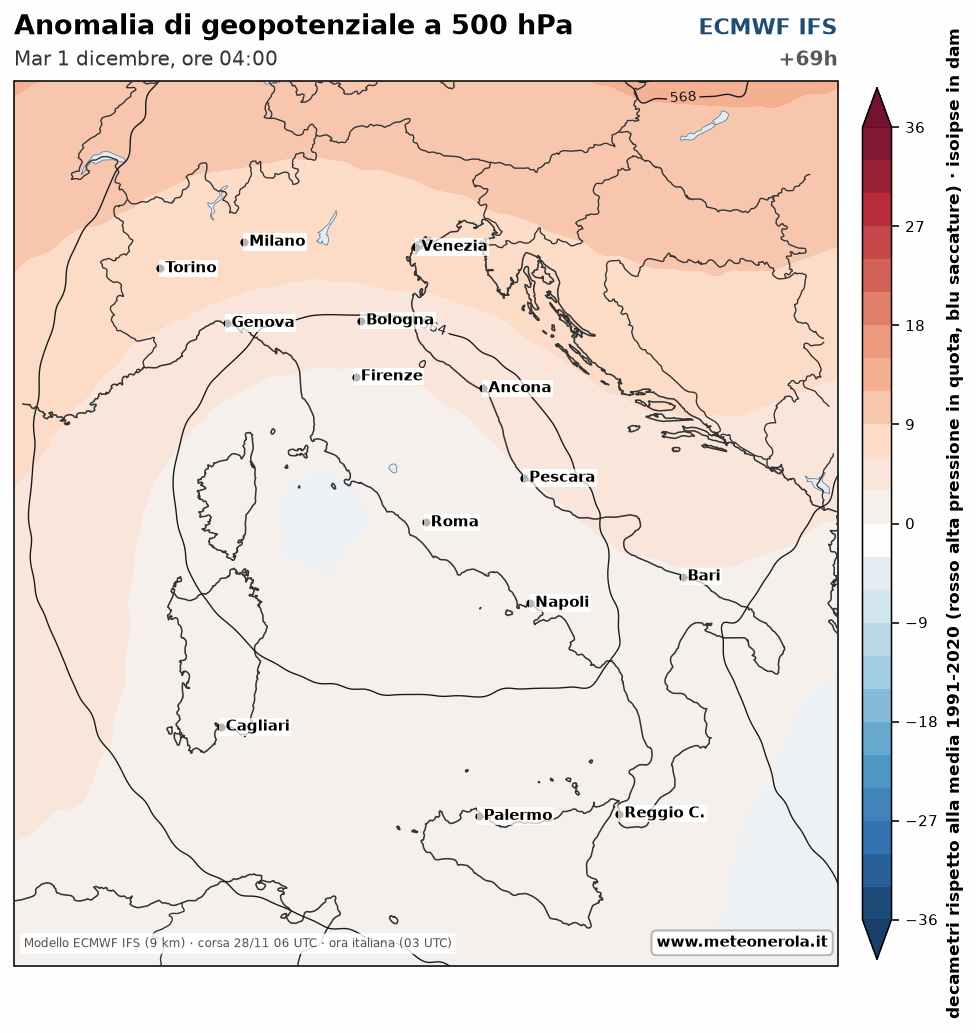 Anomalia di geopotenziale a 500 hPa
ECMWF IFS
Mar 1 dicembre, ore 04:00
+69h
568
Milano
Venezia
Torino
Genova
Bologna
Firenze
Ancona
Pescara
Roma
Bari
Napoli
Cagliari
Palermo
Reggio C.
36
27
18
9
0
−9
−18
−27
−36
decametri rispetto alla media 1991-2020 (rosso alta pressione in quota, blu saccature) · isoipse in dam
Modello ECMWF IFS (9 km) · corsa 28/11 06 UTC · ora italiana (03 UTC)
www.meteonerola.it